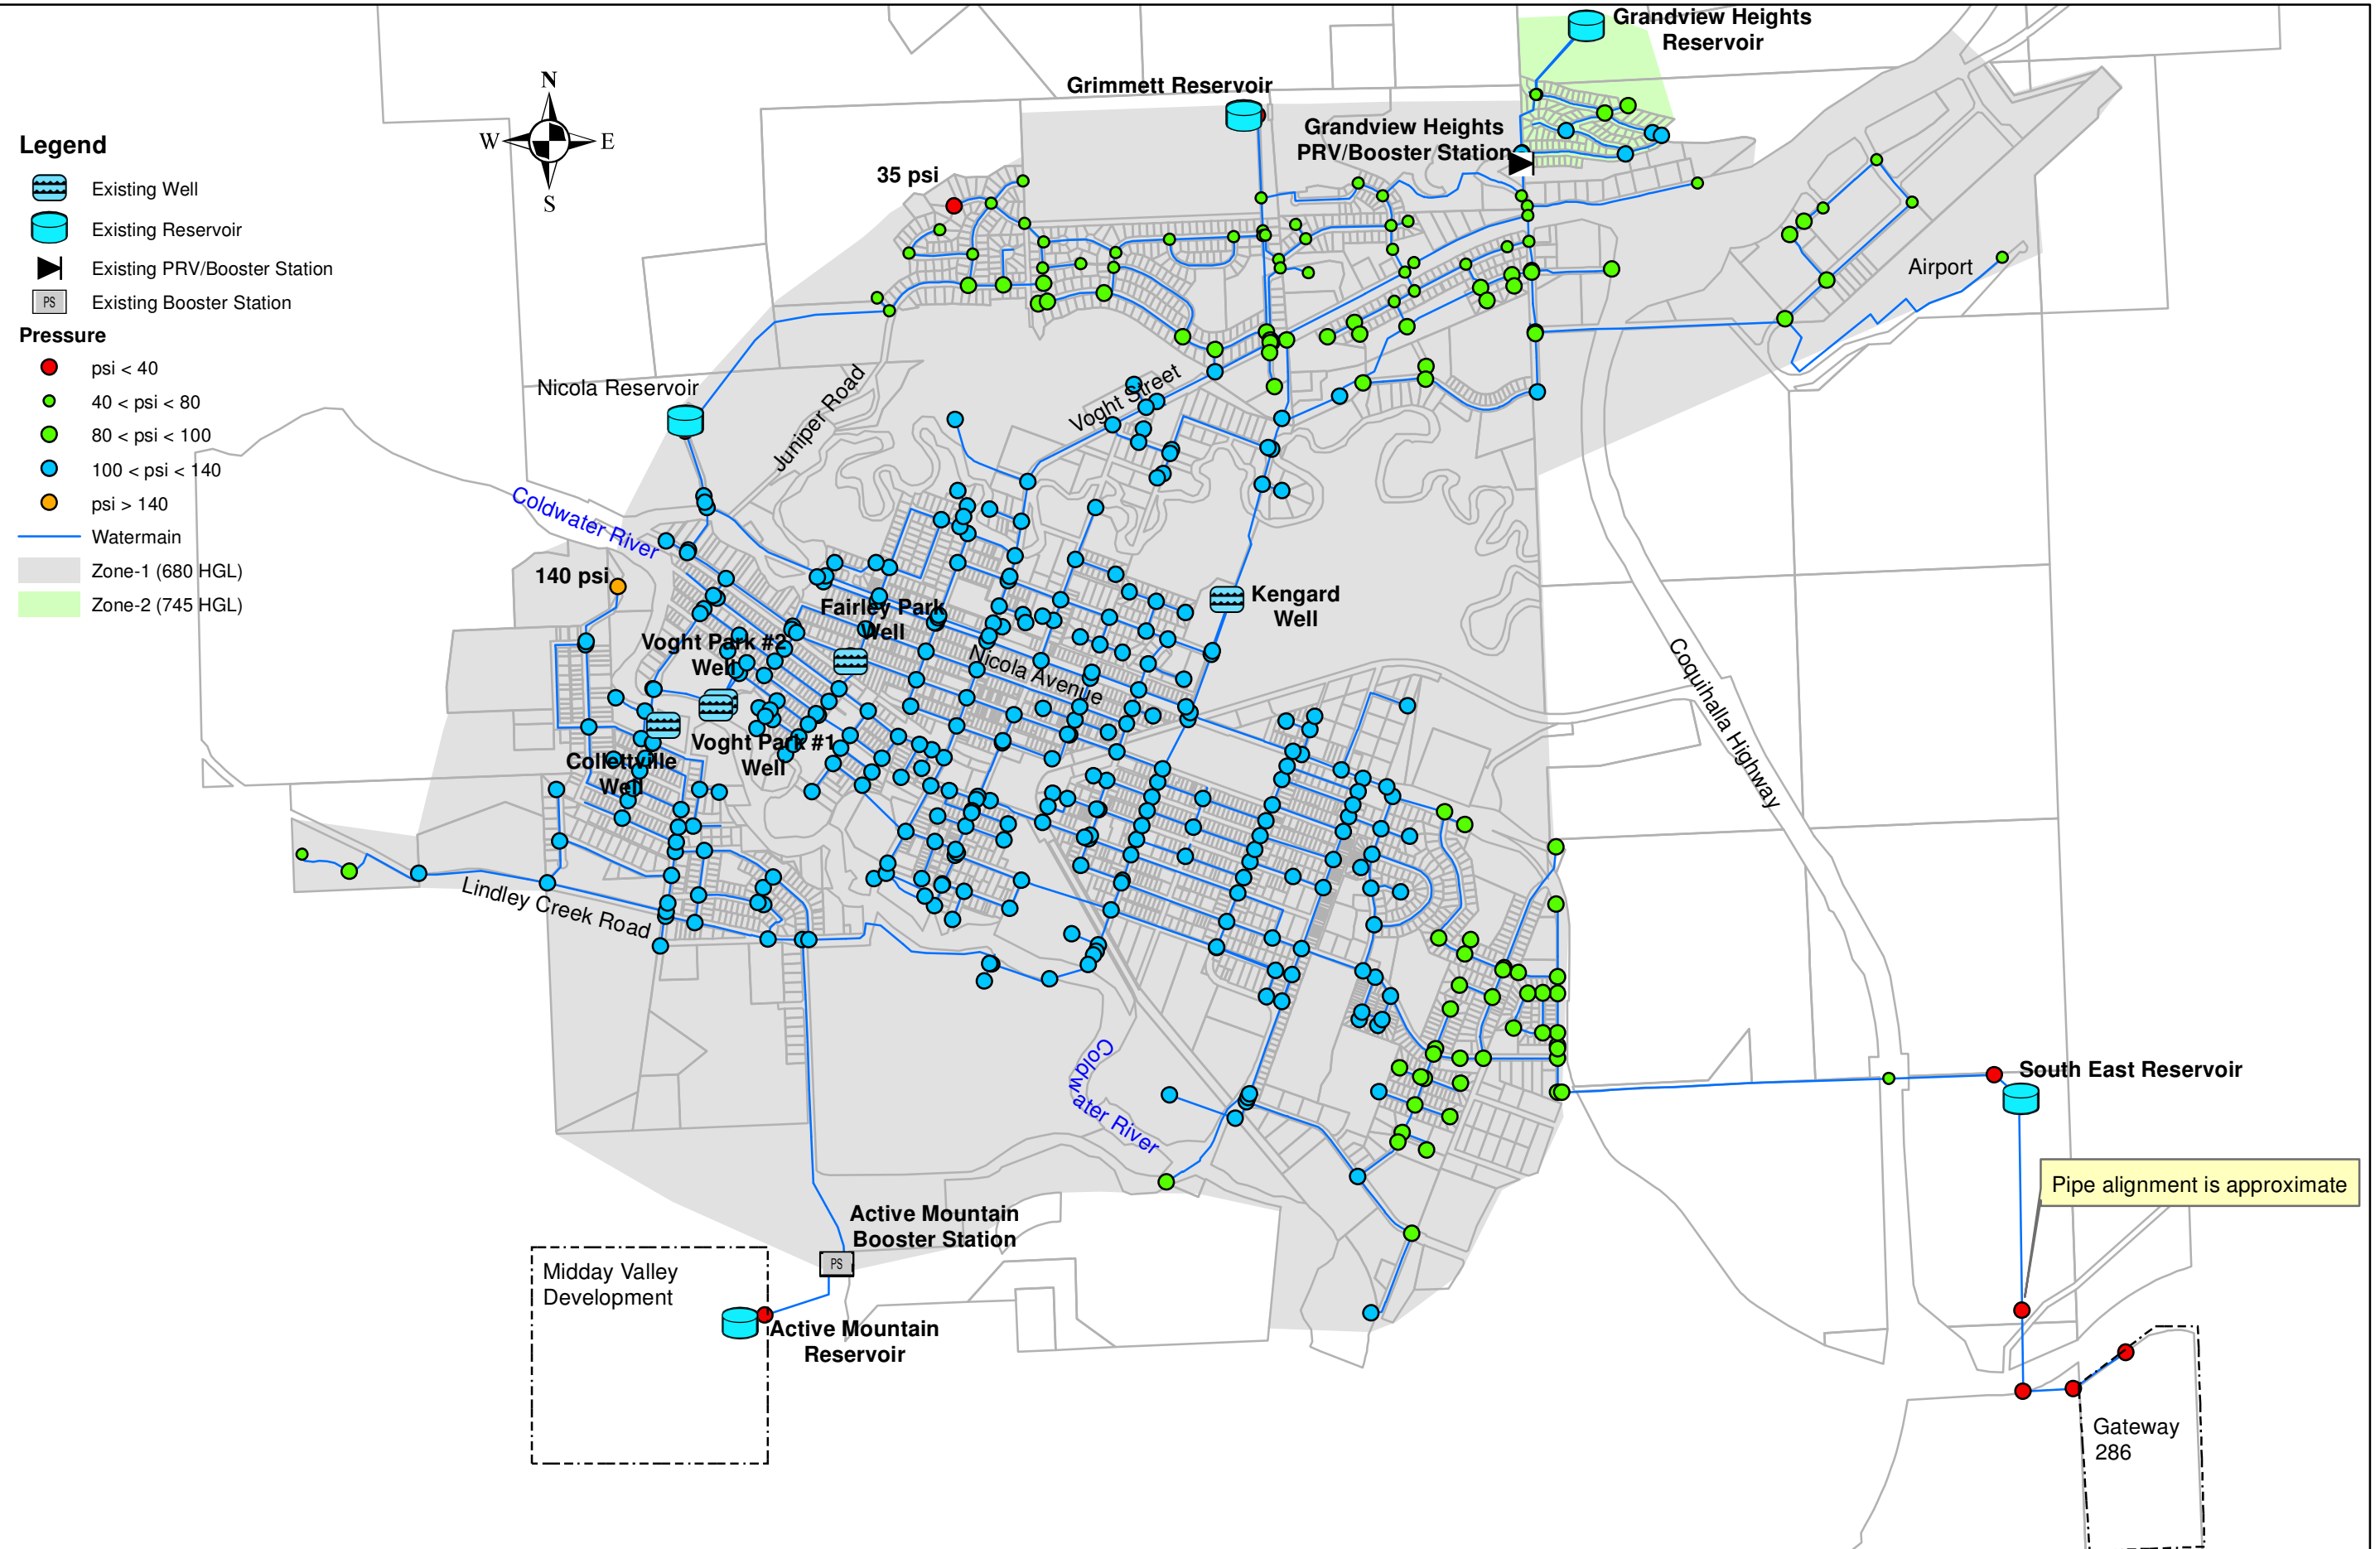 Grandview Heights
Reservoir
Grimmett Reservoir
Grandview Heights
PRV/Booster Station
N
W
E
S
Legend
Existing Well
Existing Reservoir
Existing PRV/Booster Station
PS
Existing Booster Station
Pressure
psi < 40
40 < psi < 80
80 < psi < 100
100 < psi < 140
psi > 140
Watermain
Zone-1 (680 HGL)
Zone-2 (745 HGL)
35 psi
Airport
Nicola Reservoir
Juniper Road
Voght Street
Coldwater River
140 psi
Fairley Park
Well
Kengard
Well
Voght Park #2
Well
Nicola Avenue
Coquihalla Highway
Voght Park #1
Well
Collettville
Well
Lindley Creek Road
Coldwater River
South East Reservoir
Pipe alignment is approximate
Active Mountain
Booster Station
PS
Midday Valley
Development
Active Mountain
Reservoir
Gateway
286